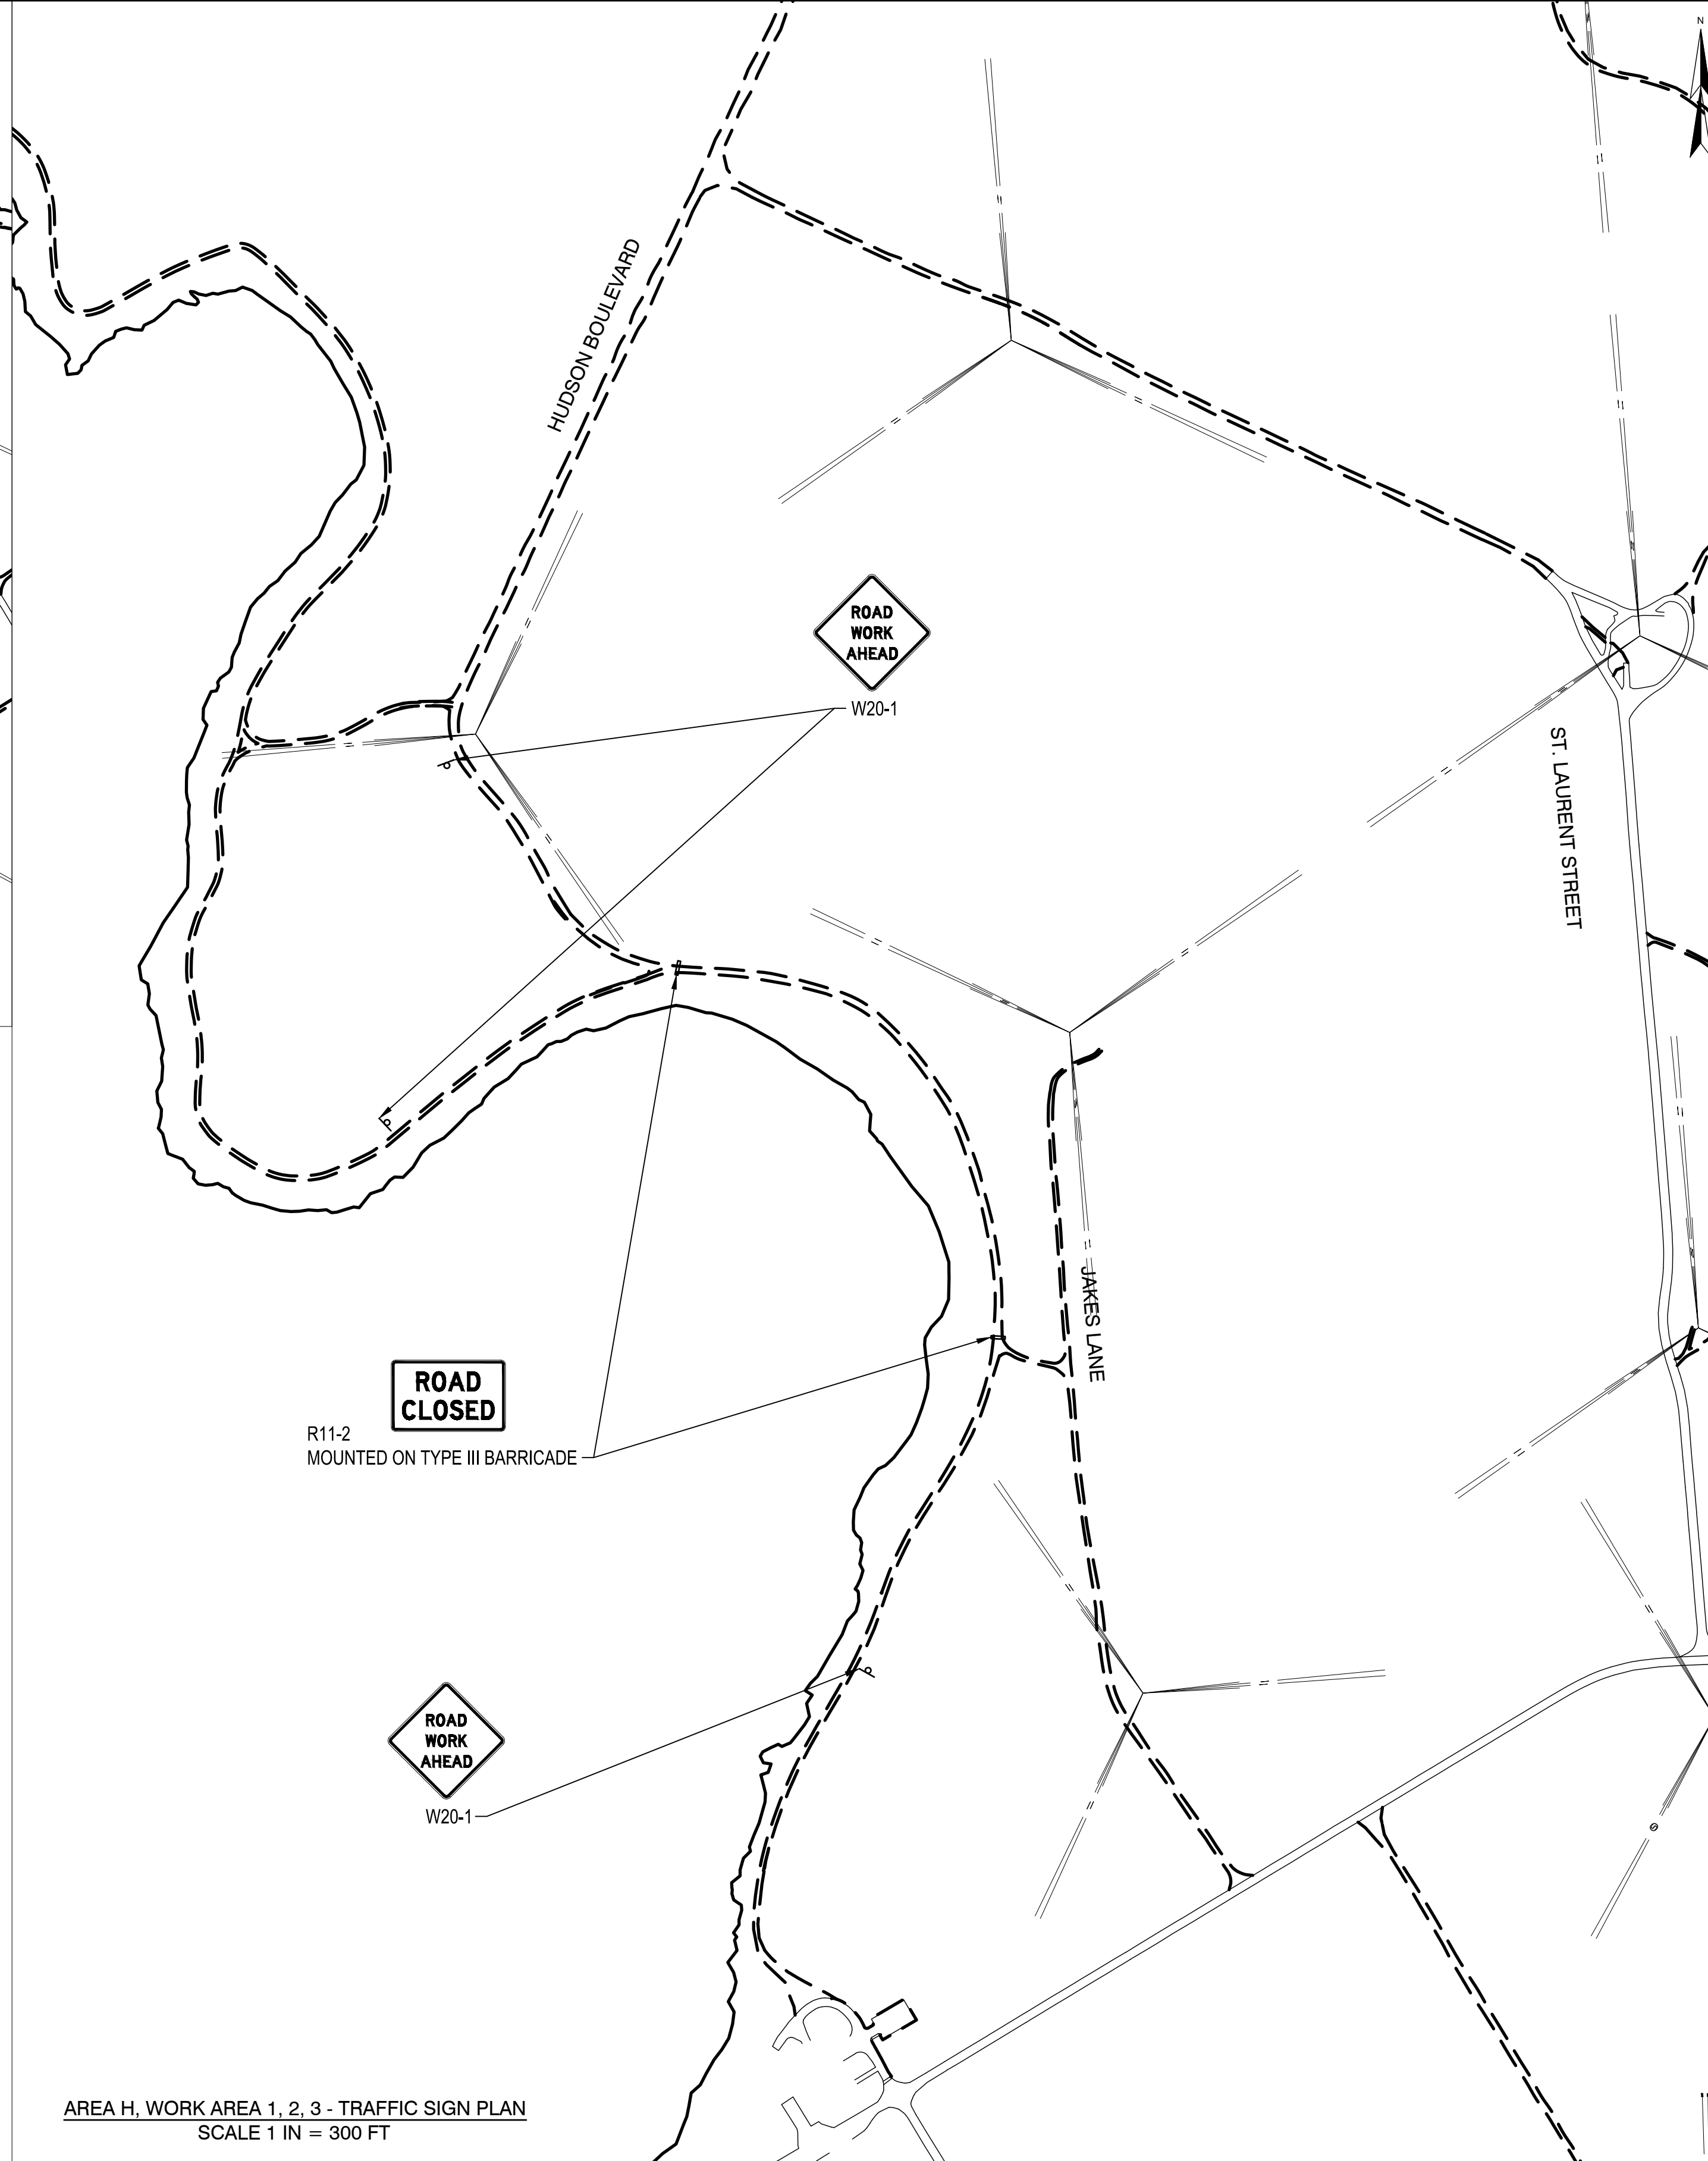 N
HUDSON BOULEVARD
ROAD
WORK
AHEAD
W20-1
ST. LAURENT STREET
JAKES LANE
ROAD
CLOSED
R11-2
MOUNTED ON TYPE III BARRICADE
ROAD
WORK
AHEAD
W20-1
AREA H, WORK AREA 1, 2, 3 - TRAFFIC SIGN PLAN
SCALE 1 IN = 300 FT